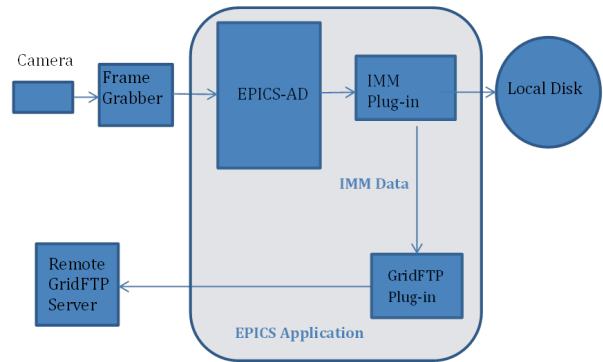 Camera
Frame
Grabber
EPICS-AD
IMM
Plug-in
Local Disk
IMM Data
Remote
GridFTP
Server
GridFTP
Plug-in
EPICS Application